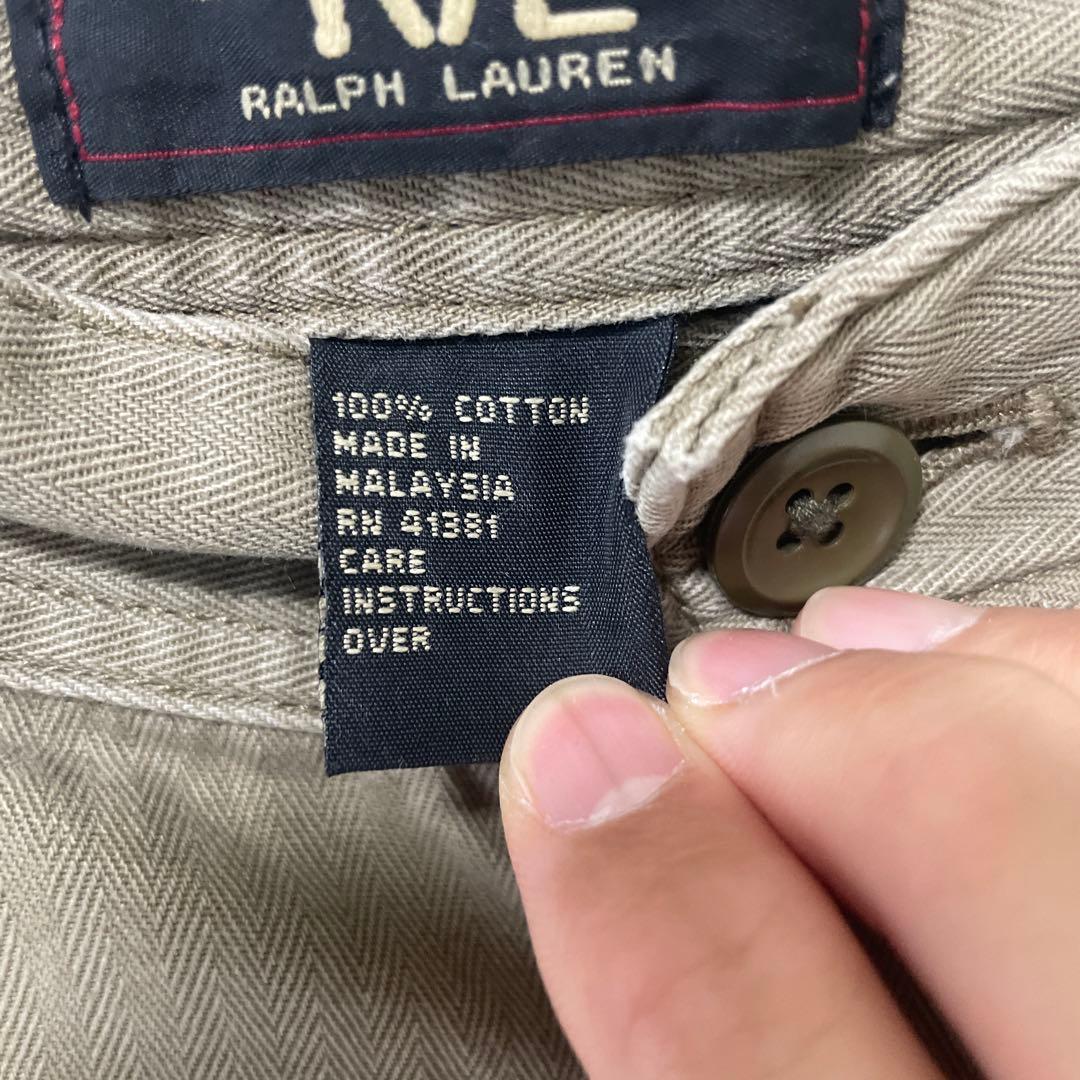 RALPH LAUREN
100% COTTON
MADE IN
MALAYSIA
RN 41381
CARE
INSTRUCTIONS
OVER